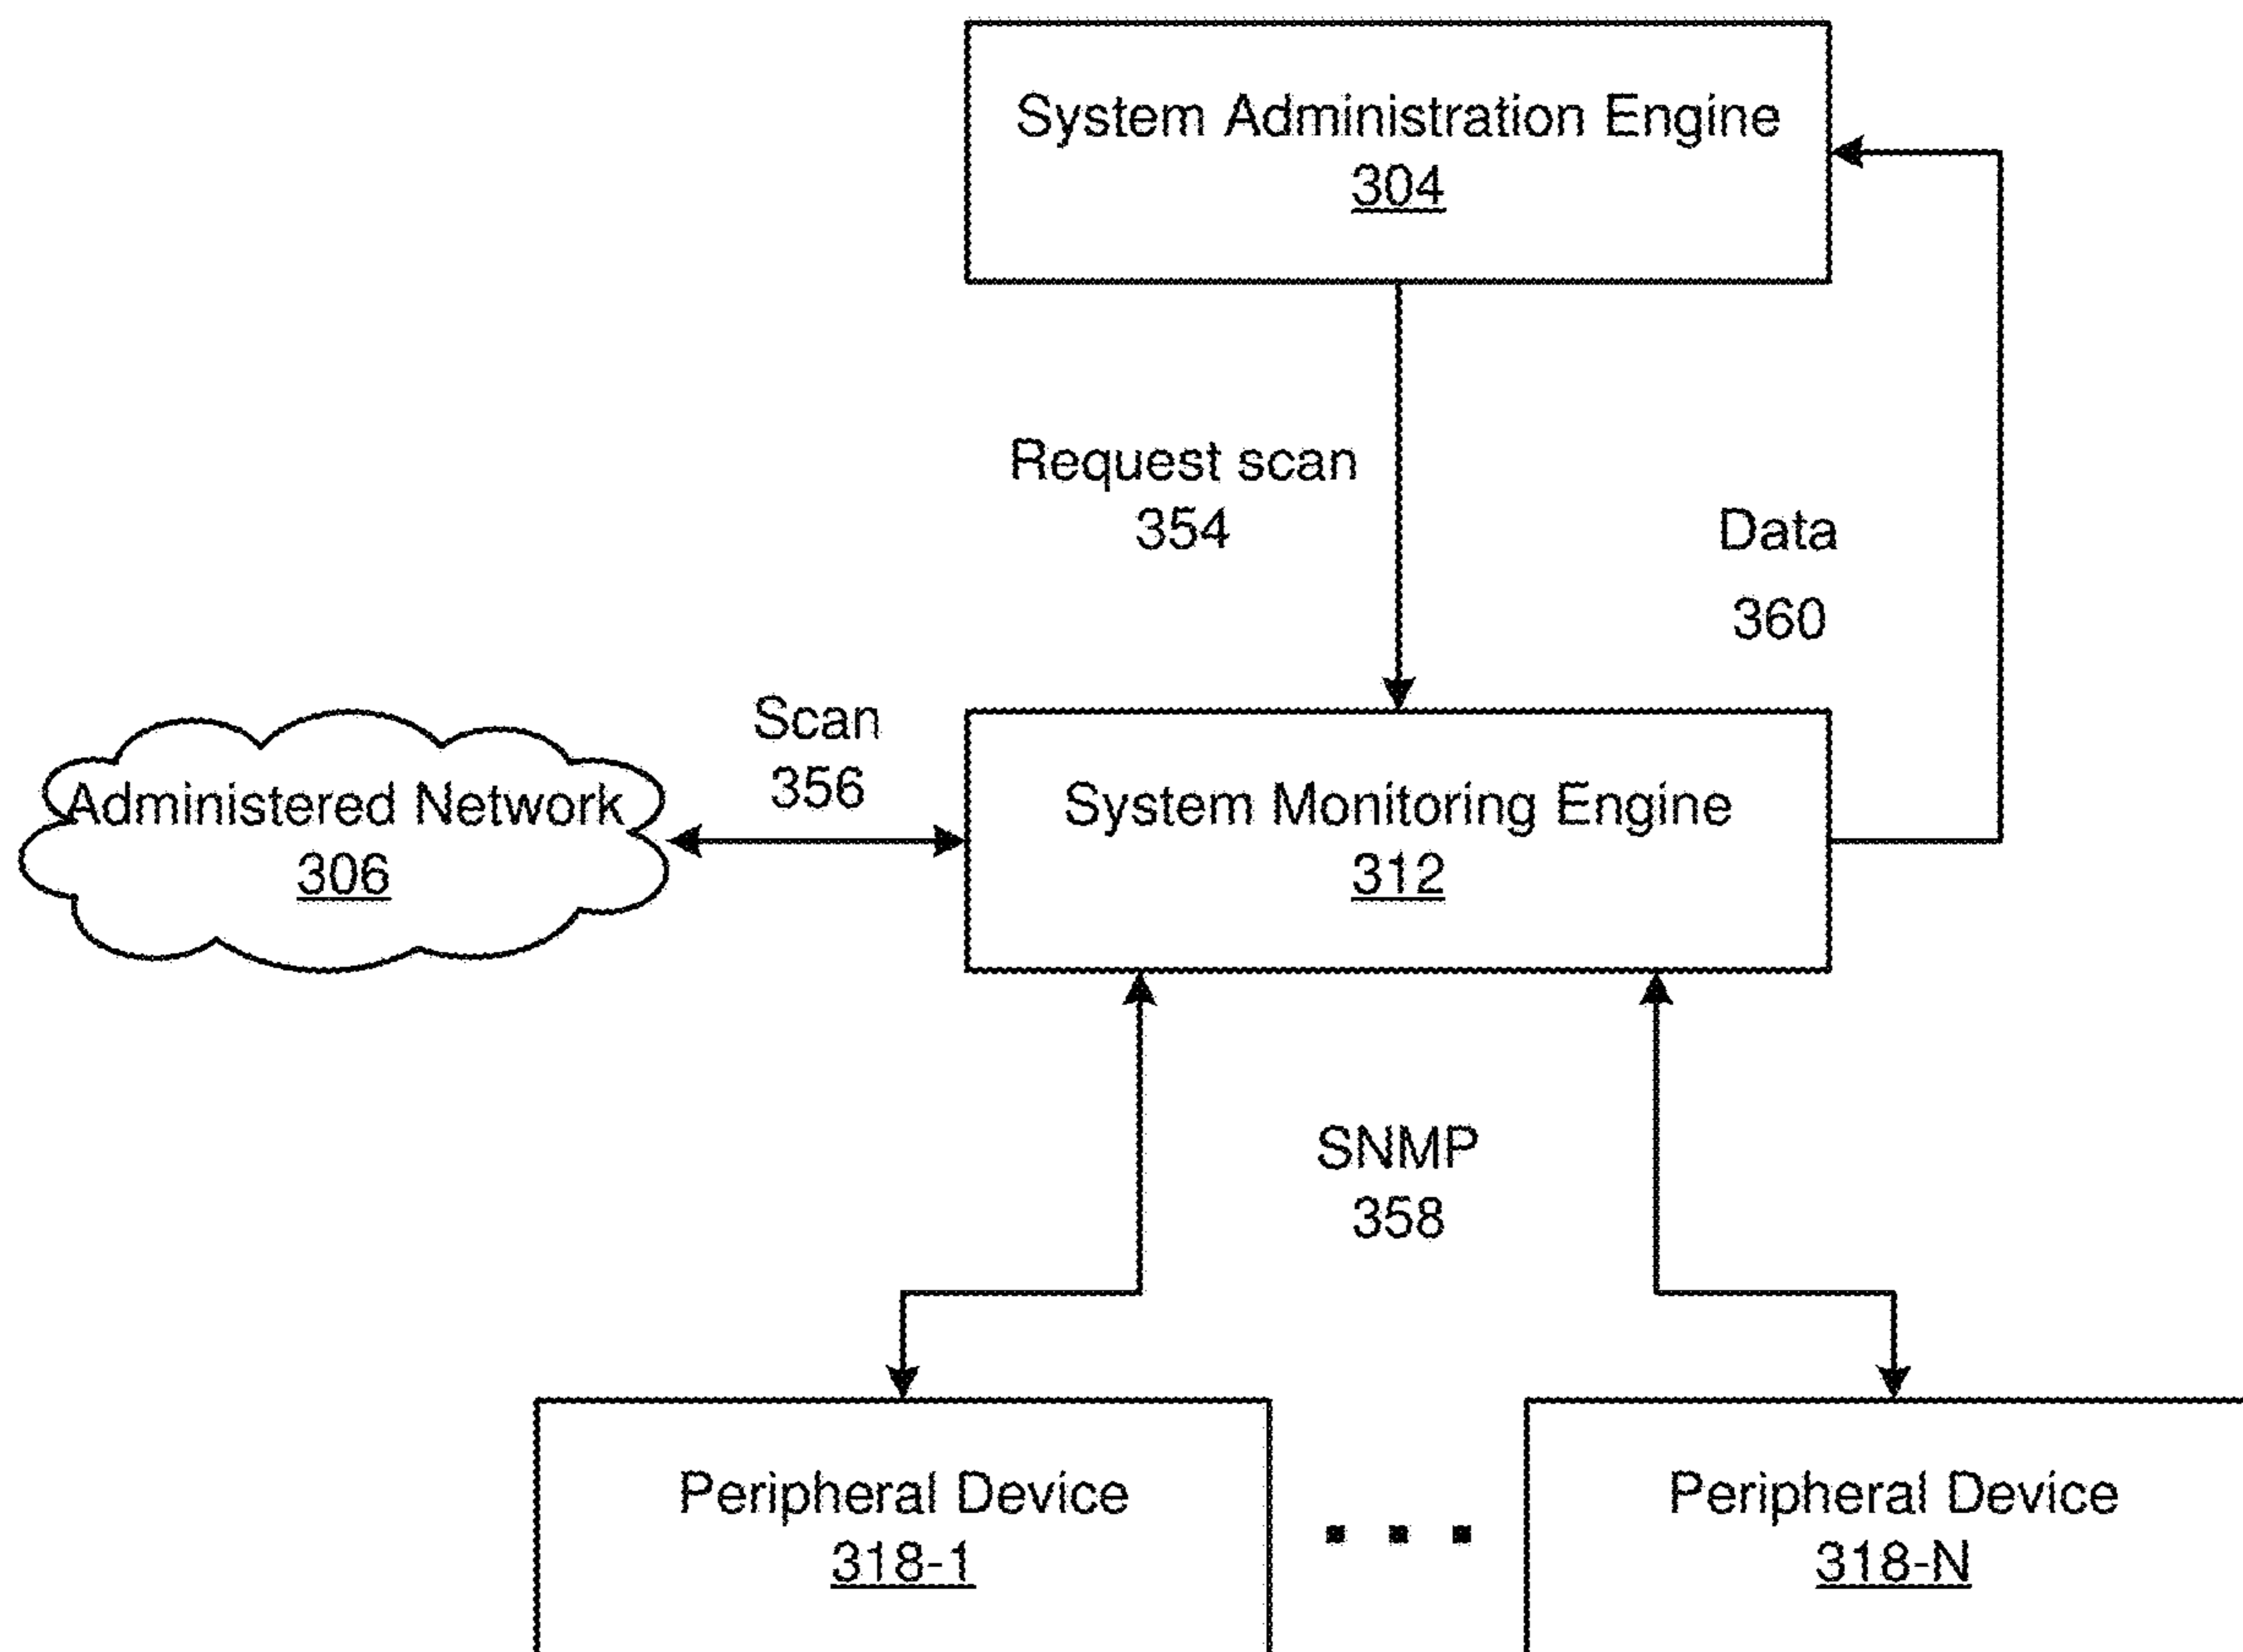 System Administration Engine
304
Request scan
354
Data
360
Scan
356
Administered Network
306
System Monitoring Engine
312
SNMP
358
Peripheral Device
318-1
Peripheral Device
318-N